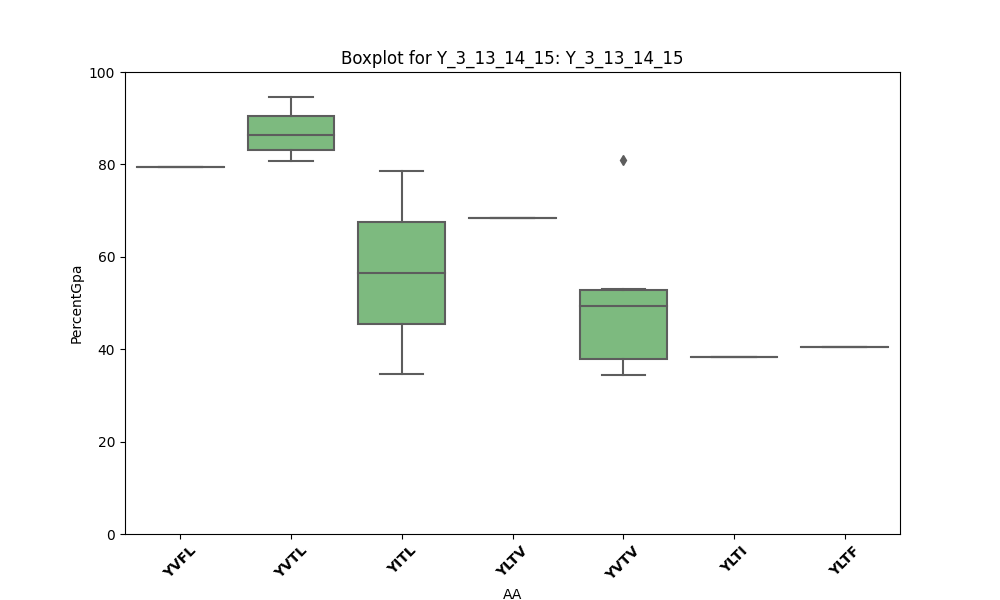 Boxplot for Y_3_13_14_15: Y_3_13_14_15
100
80
60
40
20
0
PercentGpa
YVFL
YVTL
YITL
YLTV
YVTV
YLTI
YLTF
AA